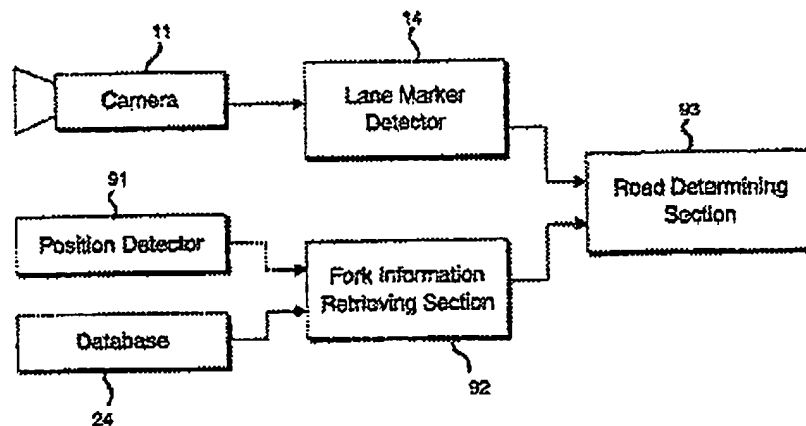 11
Camera
14
Lane Marker
Detector
93
Road Determining
Section
91
Position Detector
Fork Information
Retrieving Section
Database
92
24